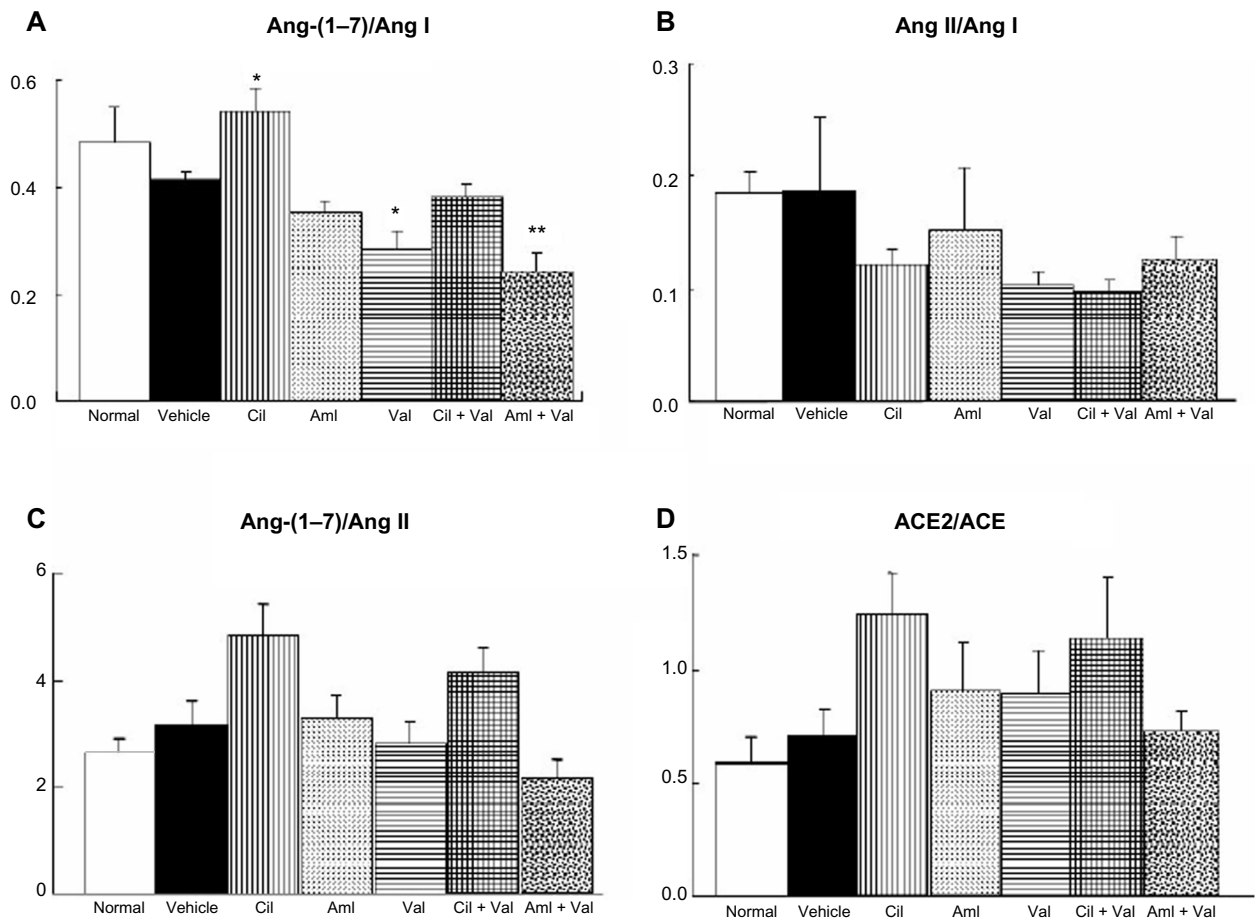 A
Ang-(1–7)/Ang I
0.6
0.4
0.2
0.0
*
*
**
Normal Vehicle Cil Aml Val Cil + Val Aml + Val
B
Ang II/Ang I
0.3
0.2
0.1
0.0
Normal Vehicle Cil Aml Val Cil + Val Aml + Val
C
Ang-(1–7)/Ang II
6
4
2
0
Normal Vehicle Cil Aml Val Cil + Val Aml + Val
D
ACE2/ACE
1.5
1.0
0.5
0.0
Normal Vehicle Cil Aml Val Cil + Val Aml + Val